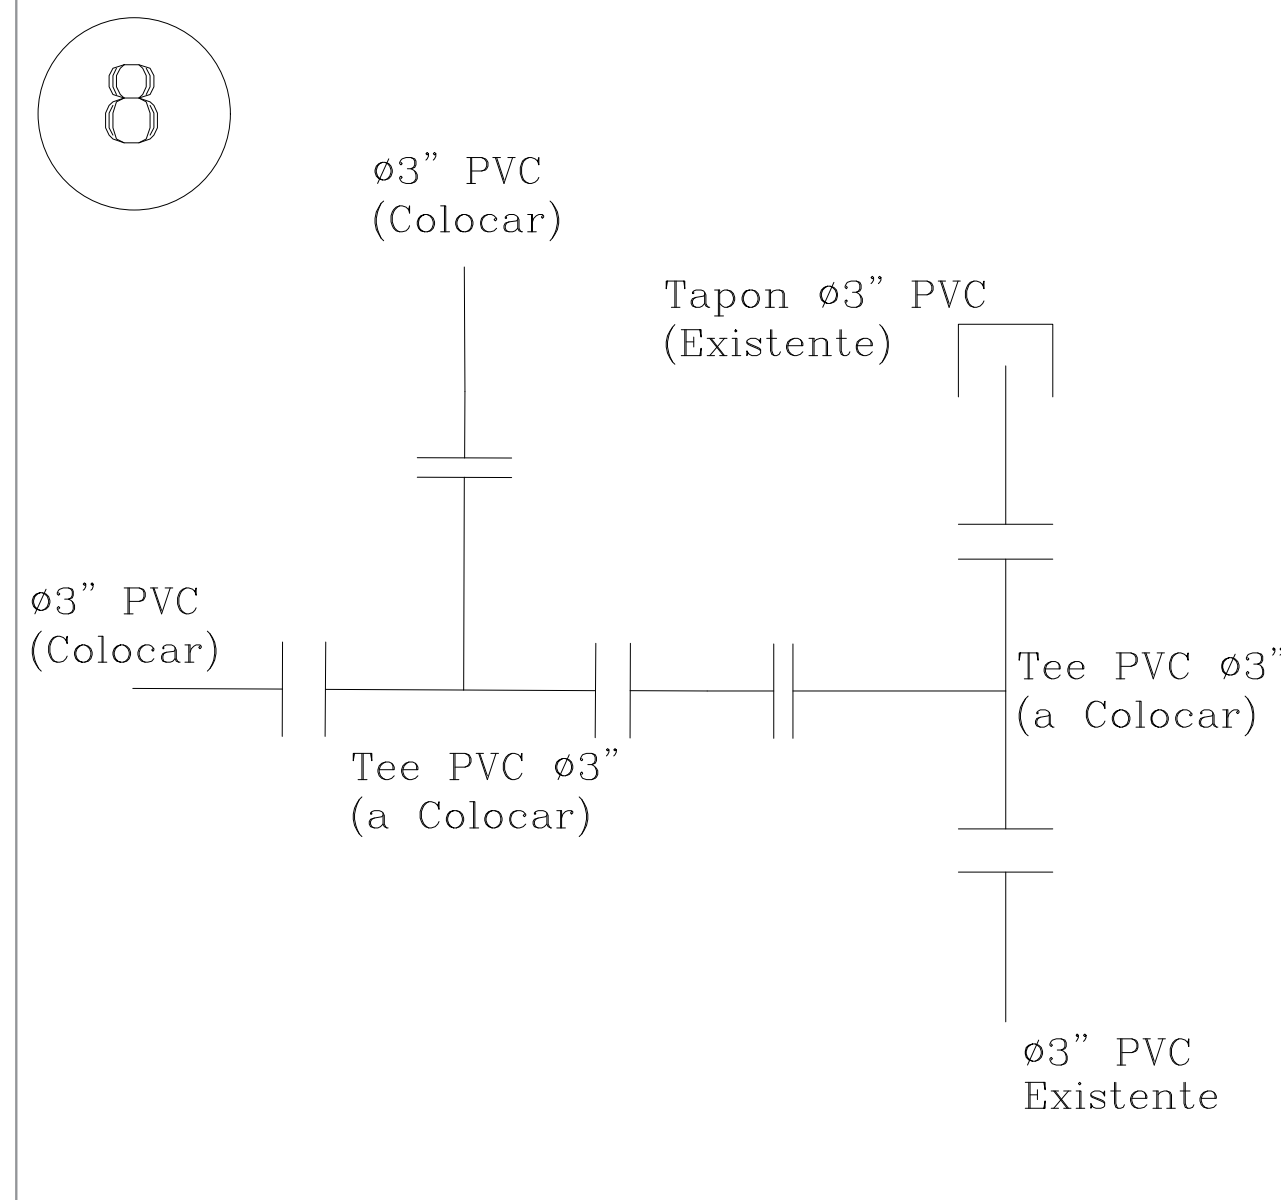 8
ø3” PVC
(Colocar)
Tapon ø3” PVC
(Existente)
ø3” PVC
(Colocar)
Tee PVC ø3”
(a Colocar)
Tee PVC ø3”
(a Colocar)
ø3” PVC
Existente